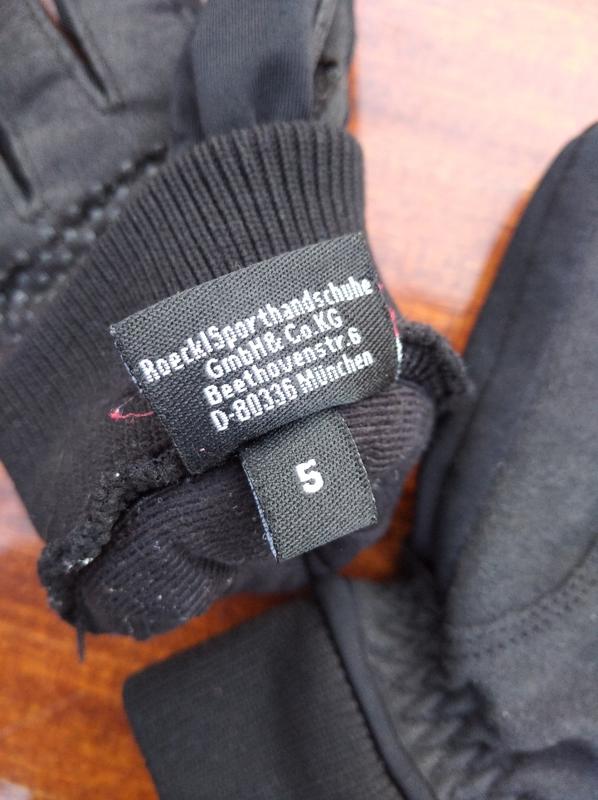 Roeckl Sporthandschuhe
GmbH & Co.KG
Beethovenstr.6
D-80336 München
5